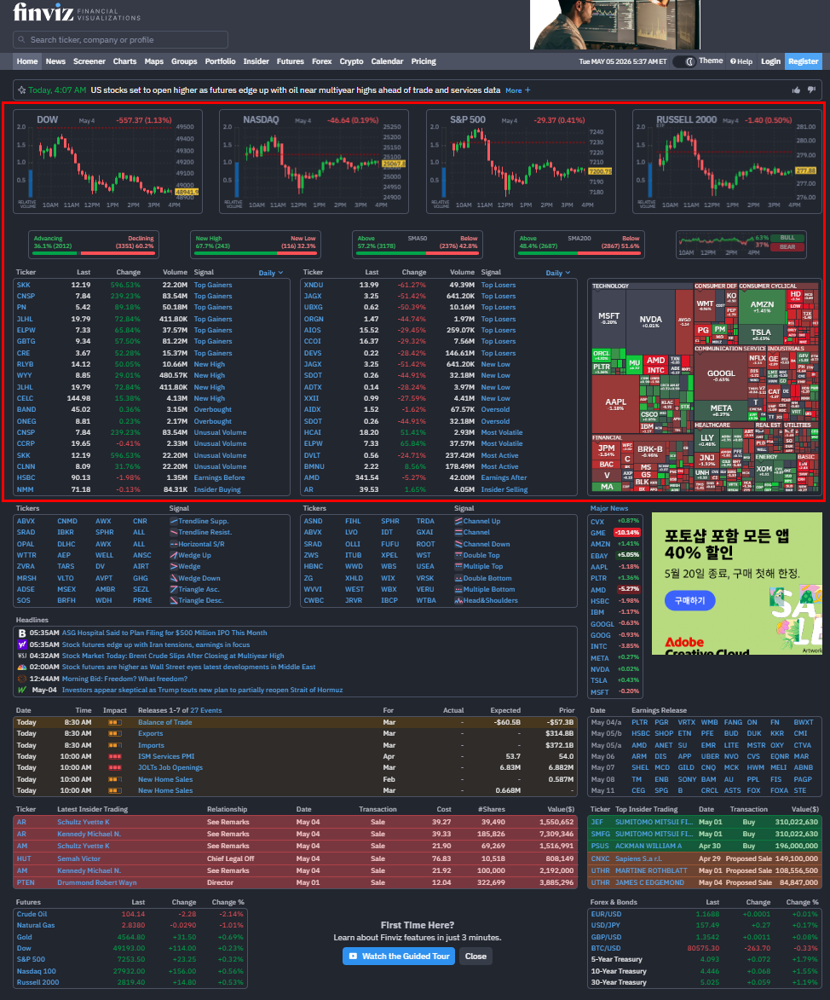 finviz FINANCIAL VISUALIZATIONS
Search ticker, company or profile
Home News Screener Charts Maps Groups Portfolio Insider Futures Forex Crypto Calendar Pricing Tue MAY 05 2026 5:37 AM ET Theme Help Login Register
Today, 4:07 AM US stocks set to open higher as futures edge up with oil near multiyear highs ahead of trade and services data More +
DOW May 4 -557.37 (1.13%)
2.0 1.5 1.0 0.5
49500 49400 49300 49200 49100 49000 48941.9 48900
RELATIVE VOLUME 10AM 11AM 12PM 1PM 2PM 3PM 4PM
NASDAQ May 4 -46.64 (0.19%)
2.0 1.5 1.0 0.5
25250 25200 25150 25100 25067.8 25000 24950 24900
RELATIVE VOLUME 10AM 11AM 12PM 1PM 2PM 3PM 4PM
S&P 500 May 4 -29.37 (0.41%)
2.0 1.5 1.0 0.5
7240 7230 7220 7210 7200.75 7190 7180
RELATIVE VOLUME 10AM 11AM 12PM 1PM 2PM 3PM 4PM
RUSSELL 2000 ETF May 4 -1.40 (0.50%)
2.0 1.5 1.0 0.5
281.00 280.00 279.00 277.88 277.00 276.00
RELATIVE VOLUME 10AM 11AM 12PM 1PM 2PM 3PM 4PM
Advancing Declining
36.1% (2012) (3351) 60.2%
New High New Low
67.7% (243) (116) 32.3%
Above SMA50 Below
57.2% (3178) (2376) 42.8%
Above SMA200 Below
48.4% (2687) (2867) 51.6%
63% BULL
37% BEAR
10AM 12PM 2PM 4PM
Ticker Last Change Volume Signal Daily
SKK 12.19 596.53% 22.20M Top Gainers
CNSP 7.84 239.23% 83.54M Top Gainers
PN 5.42 89.18% 50.18M Top Gainers
JLHL 19.79 72.84% 411.80K Top Gainers
ELPW 7.33 65.84% 37.57M Top Gainers
GBTG 9.34 57.50% 81.22M Top Gainers
CRE 3.67 52.28% 15.37M Top Gainers
RLYB 14.12 50.05% 10.66M New High
WYY 8.85 29.01% 480.57K New High
JLHL 19.79 72.84% 411.80K New High
CELC 144.98 15.38% 4.13M New High
BAND 45.02 0.36% 3.15M Overbought
ONEG 8.81 0.23% 2.17M Overbought
CNSP 7.84 239.23% 83.54M Unusual Volume
CCRP 19.65 -0.41% 2.33M Unusual Volume
SKK 12.19 596.53% 22.20M Unusual Volume
CLNN 8.09 31.76% 22.20M Unusual Volume
HSBC 90.13 -1.98% 1.35M Earnings Before
NMM 71.18 -0.13% 84.31K Insider Buying
Ticker Last Change Volume Signal Daily
XNDU 13.99 -61.27% 49.39M Top Losers
JAGX 3.25 -51.42% 641.20K Top Losers
UBXG 0.62 -50.39% 10.16M Top Losers
ORGN 1.47 -44.74% 1.97M Top Losers
AIOS 15.52 -29.45% 259.07K Top Losers
CCOI 16.37 -29.32% 7.56M Top Losers
DEVS 0.22 -28.42% 146.61M Top Losers
JAGX 3.25 -51.42% 641.20K New Low
SDOT 0.26 -44.91% 32.18M New Low
ADTX 0.14 -28.24% 3.97M New Low
XXII 0.99 -27.59% 4.41M New Low
AIDX 1.52 -1.62% 67.57K Oversold
SDOT 0.26 -44.91% 32.18M Oversold
HCAI 18.20 51.41% 2.93M Most Volatile
ELPW 7.33 65.84% 37.57M Most Volatile
DVLT 0.56 -24.71% 237.42M Most Active
BMNU 2.22 8.56% 178.49M Most Active
AMD 341.54 -5.27% 42.00M Earnings After
AR 39.53 1.65% 4.05M Insider Selling
TECHNOLOGY CONSUMER DEF CONSUMER CYCLICAL
MSFT -0.20% NVDA +0.01% AVGO WMT COST KO AMZN +1.41% HD LOW TJX
PG PM TSLA +0.43%
ORCL PLTR MU AMD INTC TXN ADI
COMMUNICATION SERVICE INDUSTRIALS
GOOGL -0.63% NFLX DIS T GE CAT DE
AAPL -1.18% KLAC CSCO IBM META +0.27%
FINANCIAL HEALTHCARE REAL EST UTILITIES
JPM BAC V MA WFC C BRK-B MS GS BLK LLY JNJ UNH
ENERGY BASIC
XOM
Tickers Signal
ABVX CNMD AWX CNR Trendline Supp.
SRAD IBKR SPHR ALL Trendline Resist.
OPAL DLHC AWX ALL Horizontal S/R
WTTR AEP WELL ANSC Wedge Up
ZVRA TARS DV AIRT Wedge
MRSH VLTO AVPT GHG Wedge Down
ADSE MSEX AMBR SEZL Triangle Asc.
SOS BRFH WDH PRME Triangle Desc.
Tickers Signal
ASND FIHL SPHR TRDA Channel Up
ABVX LVO IDT GXAI Channel
SRAD OLLI FUFU ROOT Channel Down
ZWS ITUB XPEL WST Double Top
HBNC WWD WBS USEA Multiple Top
ZG XHLD WIX VRSK Double Bottom
WVVI WEST WBX VERU Multiple Bottom
CWBC JRVR IBCP WTBA Head&Shoulders
Major News
CVX +0.87%
GME -10.14%
AMZN +1.41%
EBAY +5.05%
AAPL -1.18%
PLTR +1.36%
AMD -5.27%
HSBC -1.98%
IBM -1.17%
GOOGL -0.63%
GOOG -0.93%
INTC -3.85%
META +0.27%
NVDA +0.02%
TSLA +0.43%
MSFT -0.20%
포토샵 포함 모든 앱
40% 할인
5월 20일 종료, 구매 첫해 한정.
구매하기
SALE
Adobe
Creative Cloud
Artwork
Headlines
05:35AM ASG Hospital Said to Plan Filing for $500 Million IPO This Month
05:35AM Stock futures edge up with Iran tensions, earnings in focus
04:32AM Stock Market Today: Brent Crude Slips After Closing at Multiyear High
02:00AM Stock futures are higher as Wall Street eyes latest developments in Middle East
12:44AM Morning Bid: Freedom? What freedom?
May-04 Investors appear skeptical as Trump touts new plan to partially reopen Strait of Hormuz
Date Time Impact Releases 1-7 of 27 Events For Actual Expected Prior
Today 8:30 AM Balance of Trade Mar - -$60.5B -$57.3B
Today 8:30 AM Exports Mar - $314.8B
Today 8:30 AM Imports Mar - $372.1B
Today 10:00 AM ISM Services PMI Apr - 53.7 54.0
Today 10:00 AM JOLTs Job Openings Mar - 6.83M 6.882M
Today 10:00 AM New Home Sales Feb - 0.587M
Today 10:00 AM New Home Sales Mar - 0.668M -
Date Earnings Release
May 04/a PLTR PGR VRTX WMB FANG ON FN BWXT
May 05/b HSBC SHOP ETN PFE BUD DUK KKR CMI
May 05/a AMD ANET SU EMR LITE MSTR OXY CTVA
May 06 ARM DIS APP UBER NVO CVS EQNR MAR
May 07 SHEL MCD GILD CNQ MCK HWM MELI ABNB
May 08 TM ENB SONY BAM AU PPL FIS PAGP
May 11 CEG SPG B CRCL ASTS FOX FOXA STE
Ticker Latest Insider Trading Relationship Date Transaction Cost #Shares Value($)
AR Schultz Yvette K See Remarks May 04 Sale 39.27 39,490 1,550,652
AR Kennedy Michael N. See Remarks May 04 Sale 39.33 185,826 7,309,346
AM Schultz Yvette K See Remarks May 04 Sale 21.90 69,269 1,516,991
HUT Semah Victor Chief Legal Off May 04 Sale 76.83 10,518 808,149
AM Kennedy Michael N. See Remarks May 04 Sale 21.92 100,000 2,192,000
PTEN Drummond Robert Wayn Director May 01 Sale 12.04 322,699 3,885,296
Ticker Top Insider Trading Date Transaction Value($)
JEF SUMITOMO MITSUI FI... May 01 Buy 310,022,630
SMFG SUMITOMO MITSUI FI... May 01 Buy 310,022,630
PSUS ACKMAN WILLIAM A Apr 30 Buy 196,000,000
CNXC Sapiens S.a r.l. Apr 29 Proposed Sale 149,100,000
UTHR MARTINE ROTHBLATT May 01 Proposed Sale 108,556,500
UTHR JAMES C EDGEMOND May 04 Proposed Sale 84,847,000
Futures Last Change Change %
Crude Oil 104.14 -2.28 -2.14%
Natural Gas 2.8380 -0.0290 -1.01%
Gold 4564.80 +31.50 +0.69%
Dow 49193.00 +114.00 +0.23%
S&P 500 7253.50 +23.25 +0.32%
Nasdaq 100 27932.00 +156.00 +0.56%
Russell 2000 2819.40 +14.80 +0.53%
First Time Here?
Learn about Finviz features in just 3 minutes.
Watch the Guided Tour Close
Forex & Bonds Last Change Change %
EUR/USD 1.1688 +0.0001 +0.01%
USD/JPY 157.49 +0.27 +0.17%
GBP/USD 1.3542 +0.0011 +0.08%
BTC/USD 80575.30 -263.70 -0.33%
5-Year Treasury 4.093 +0.072 +1.79%
10-Year Treasury 4.446 +0.068 +1.55%
30-Year Treasury 5.025 +0.059 +1.19%